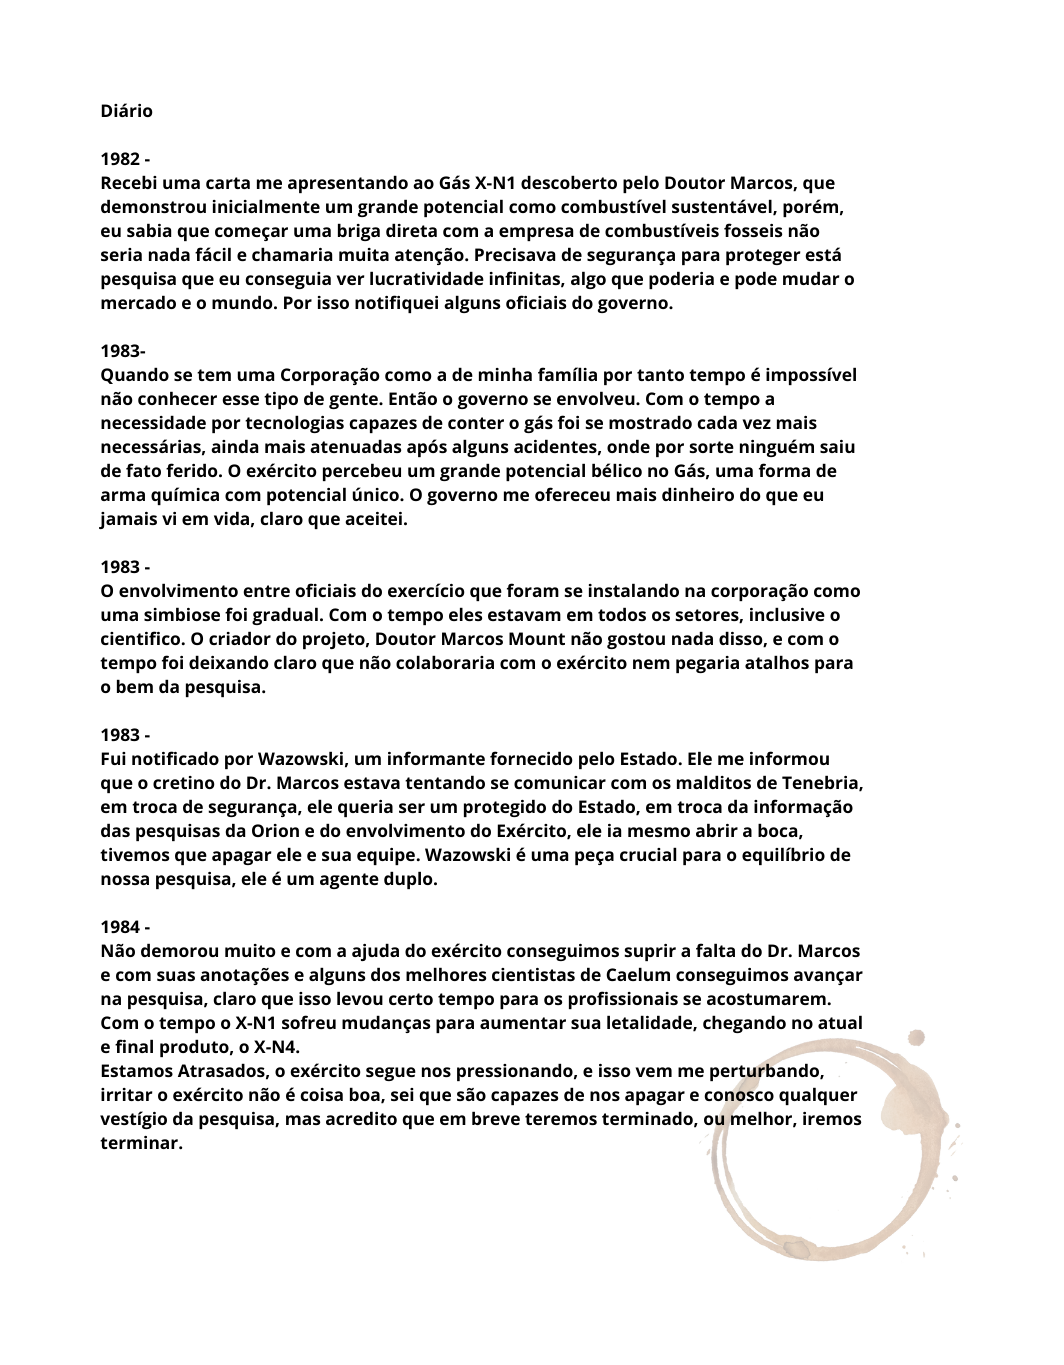 Diário
1982 -
Recebi uma carta me apresentando ao Gás X-N1 descoberto pelo Doutor Marcos, que
demonstrou inicialmente um grande potencial como combustível sustentável, porém,
eu sabia que começar uma briga direta com a empresa de combustíveis fosseis não
seria nada fácil e chamaria muita atenção. Precisava de segurança para proteger está
pesquisa que eu conseguia ver lucratividade infinitas, algo que poderia e pode mudar o
mercado e o mundo. Por isso notifiquei alguns oficiais do governo.
1983-
Quando se tem uma Corporação como a de minha família por tanto tempo é impossível
não conhecer esse tipo de gente. Então o governo se envolveu. Com o tempo a
necessidade por tecnologias capazes de conter o gás foi se mostrado cada vez mais
necessárias, ainda mais atenuadas após alguns acidentes, onde por sorte ninguém saiu
de fato ferido. O exército percebeu um grande potencial bélico no Gás, uma forma de
arma química com potencial único. O governo me ofereceu mais dinheiro do que eu
jamais vi em vida, claro que aceitei.
1983 -
O envolvimento entre oficiais do exercício que foram se instalando na corporação como
uma simbiose foi gradual. Com o tempo eles estavam em todos os setores, inclusive o
cientifico. O criador do projeto, Doutor Marcos Mount não gostou nada disso, e com o
tempo foi deixando claro que não colaboraria com o exército nem pegaria atalhos para
o bem da pesquisa.
1983 -
Fui notificado por Wazowski, um informante fornecido pelo Estado. Ele me informou
que o cretino do Dr. Marcos estava tentando se comunicar com os malditos de Tenebria,
em troca de segurança, ele queria ser um protegido do Estado, em troca da informação
das pesquisas da Orion e do envolvimento do Exército, ele ia mesmo abrir a boca,
tivemos que apagar ele e sua equipe. Wazowski é uma peça crucial para o equilíbrio de
nossa pesquisa, ele é um agente duplo.
1984 -
Não demorou muito e com a ajuda do exército conseguimos suprir a falta do Dr. Marcos
e com suas anotações e alguns dos melhores cientistas de Caelum conseguimos avançar
na pesquisa, claro que isso levou certo tempo para os profissionais se acostumarem.
Com o tempo o X-N1 sofreu mudanças para aumentar sua letalidade, chegando no atual
e final produto, o X-N4.
Estamos Atrasados, o exército segue nos pressionando, e isso vem me perturbando,
irritar o exército não é coisa boa, sei que são capazes de nos apagar e conosco qualquer
vestígio da pesquisa, mas acredito que em breve teremos terminado, ou melhor, iremos
terminar.